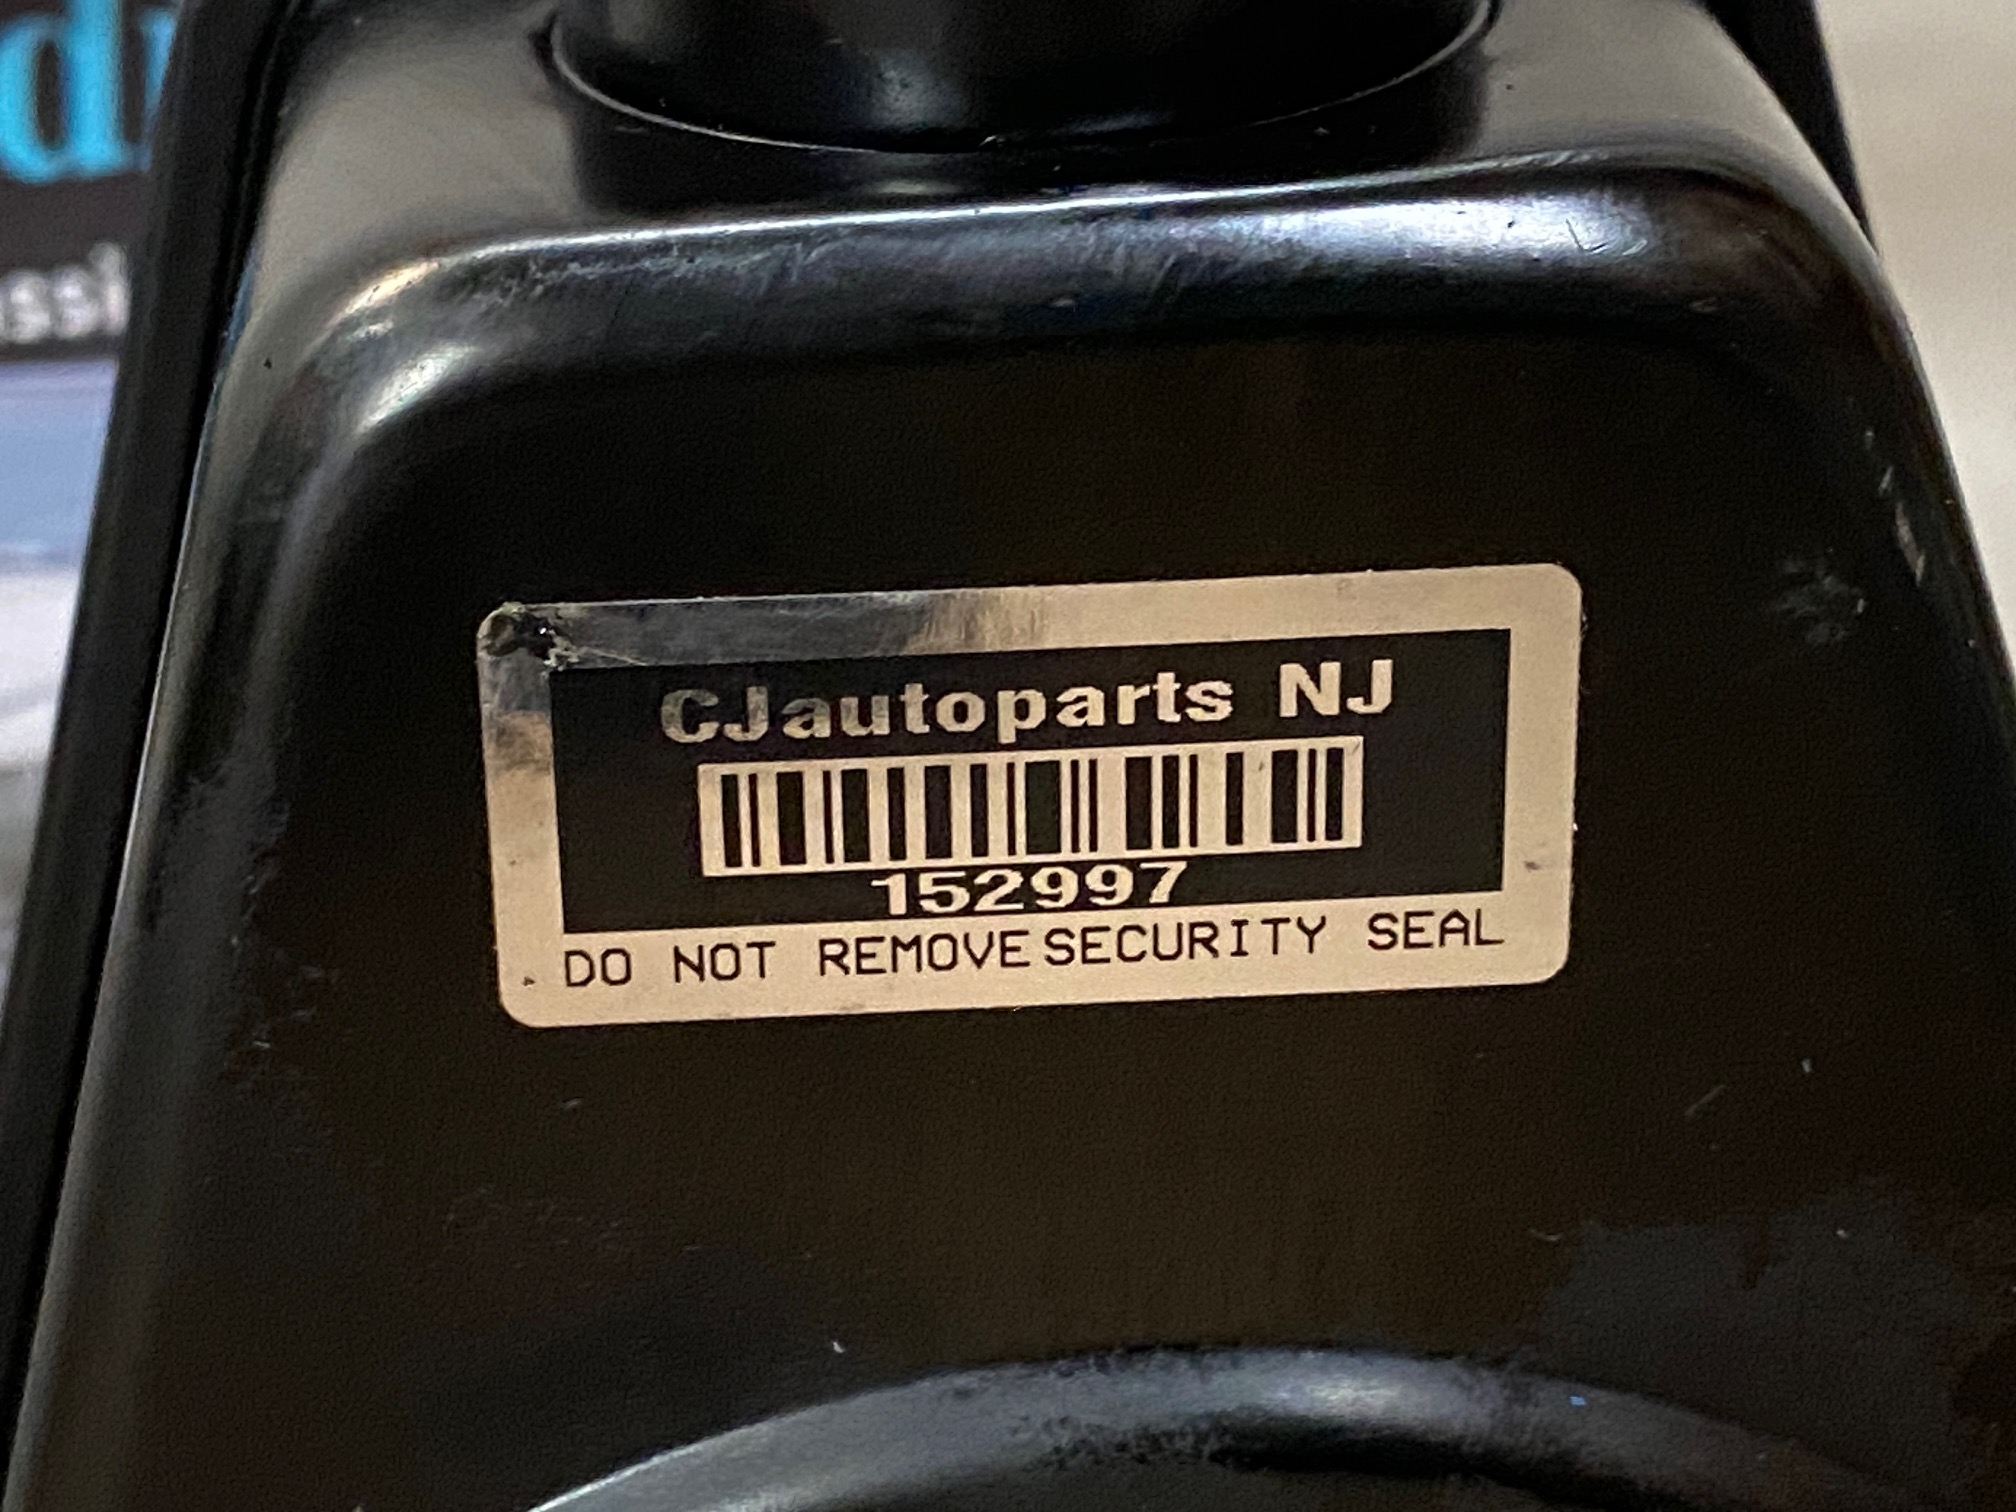 CJautoparts NJ
152997
DO NOT REMOVE SECURITY SEAL